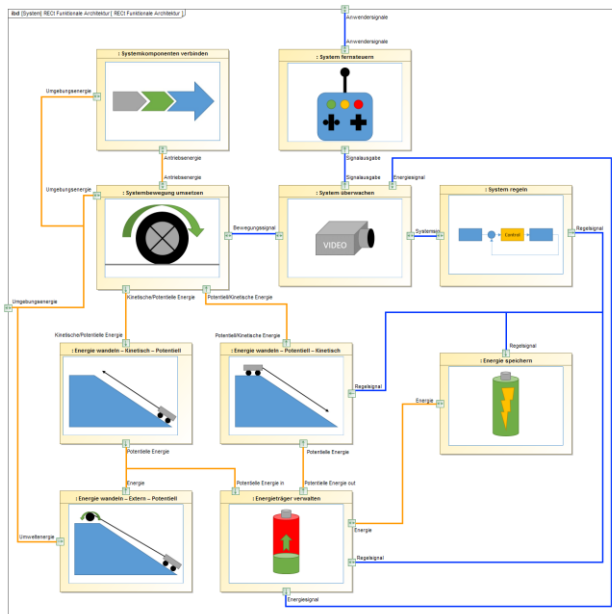 ibd [System] RECt Funktionale Architektur [ RECt Funktionale Architektur ]
Anwendersignale
Anwendersignale
: Systemkomponenten verbinden
: System fernsteuern
Umgebungsenergie
Antriebsenergie
Signalausgabe
Antriebsenergie
Signalausgabe
Energiesignal
Umgebungsenergie
: Systembewegung umsetzen
: System überwachen
: System regeln
Bewegungssignal
VIDEO
Control
Regelsignal
Umgebungsenergie
Kinetische/Potentielle Energie
Potentiell/Kinetische Energie
Kinetische/Potentielle Energie
Potentiell/Kinetische Energie
Regelsignal
: Energie wandeln – Kinetisch – Potentiell
: Energie wandeln – Potentiell – Kinetisch
: Energie speichern
Regelsignal
Energie
Potentielle Energie
Potentielle Energie
Energie
Potentielle Energie in
Potentielle Energie out
: Energie wandeln – Extern – Potentiell
: Energieträger verwalten
Energie
Umweltenergie
Regelsignal
Energiesignal